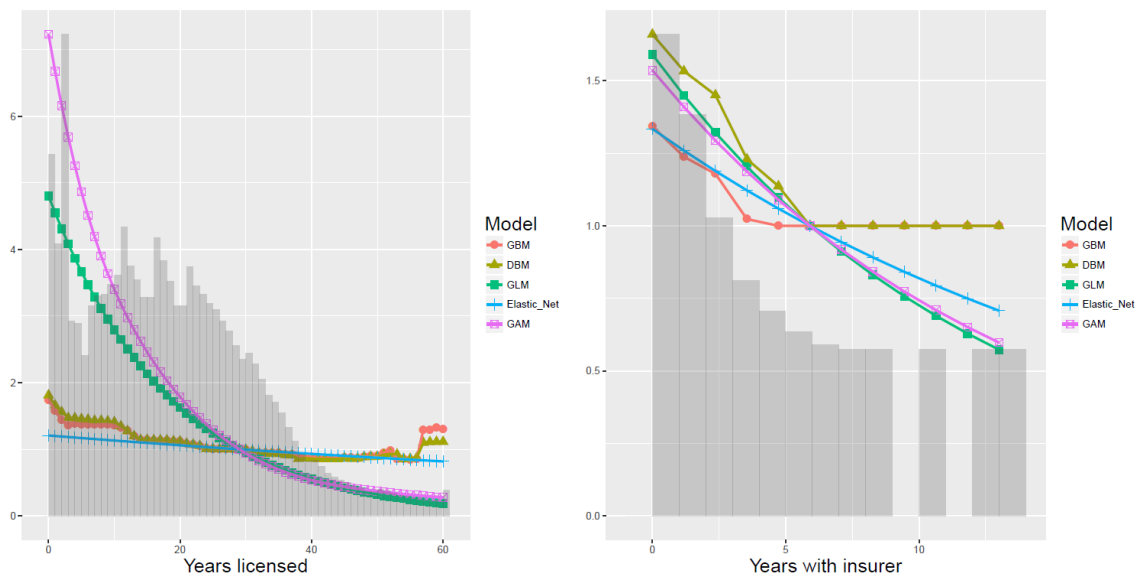 6
4
2
0
0
20
40
60
Years licensed
Model
GBM
DBM
GLM
Elastic_Net
GAM
1.5
1.0
0.5
0.0
0
5
10
Years with insurer
Model
GBM
DBM
GLM
Elastic_Net
GAM